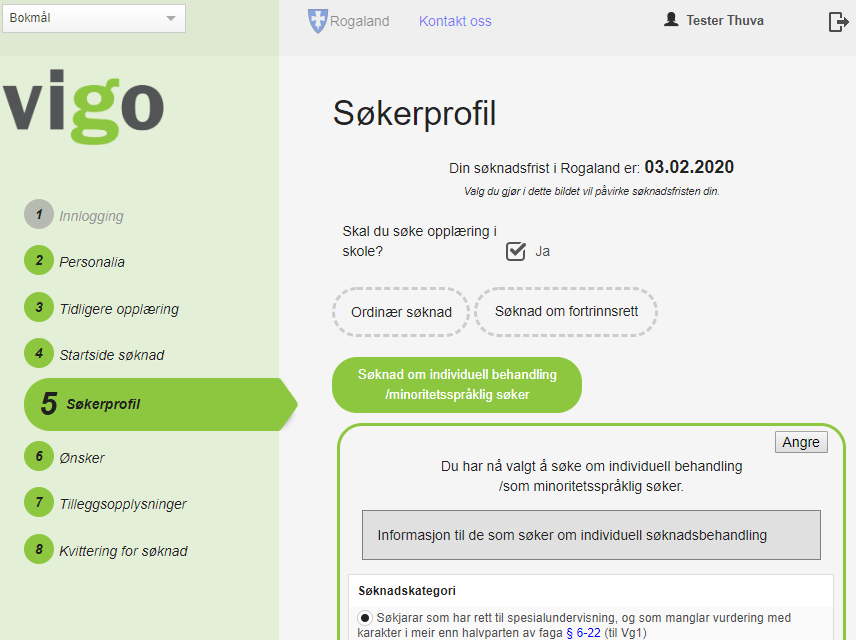 Bokmål
Rogaland
Kontakt oss
Tester Thuva
vigo
1 Innlogging
2 Personalia
3 Tidligere opplæring
4 Startside søknad
5 Søkerprofil
6 Ønsker
7 Tilleggsopplysninger
8 Kvittering for søknad
Søkerprofil
Din søknadsfrist i Rogaland er: 03.02.2020
Valg du gjør i dette bildet vil påvirke søknadsfristen din.
Skal du søke opplæring i
skole?
Ja
Ordinær søknad
Søknad om fortrinnsrett
Søknad om individuell behandling
/minoritetsspråklig søker
Angre
Du har nå valgt å søke om individuell behandling
/som minoritetsspråklig søker.
Informasjon til de som søker om individuell søknadsbehandling
Søknadskategori
Søkjarar som har rett til spesialundervisning, og som manglar vurdering med
karakter i meir enn halvparten av faga § 6-22 (til Vg1)